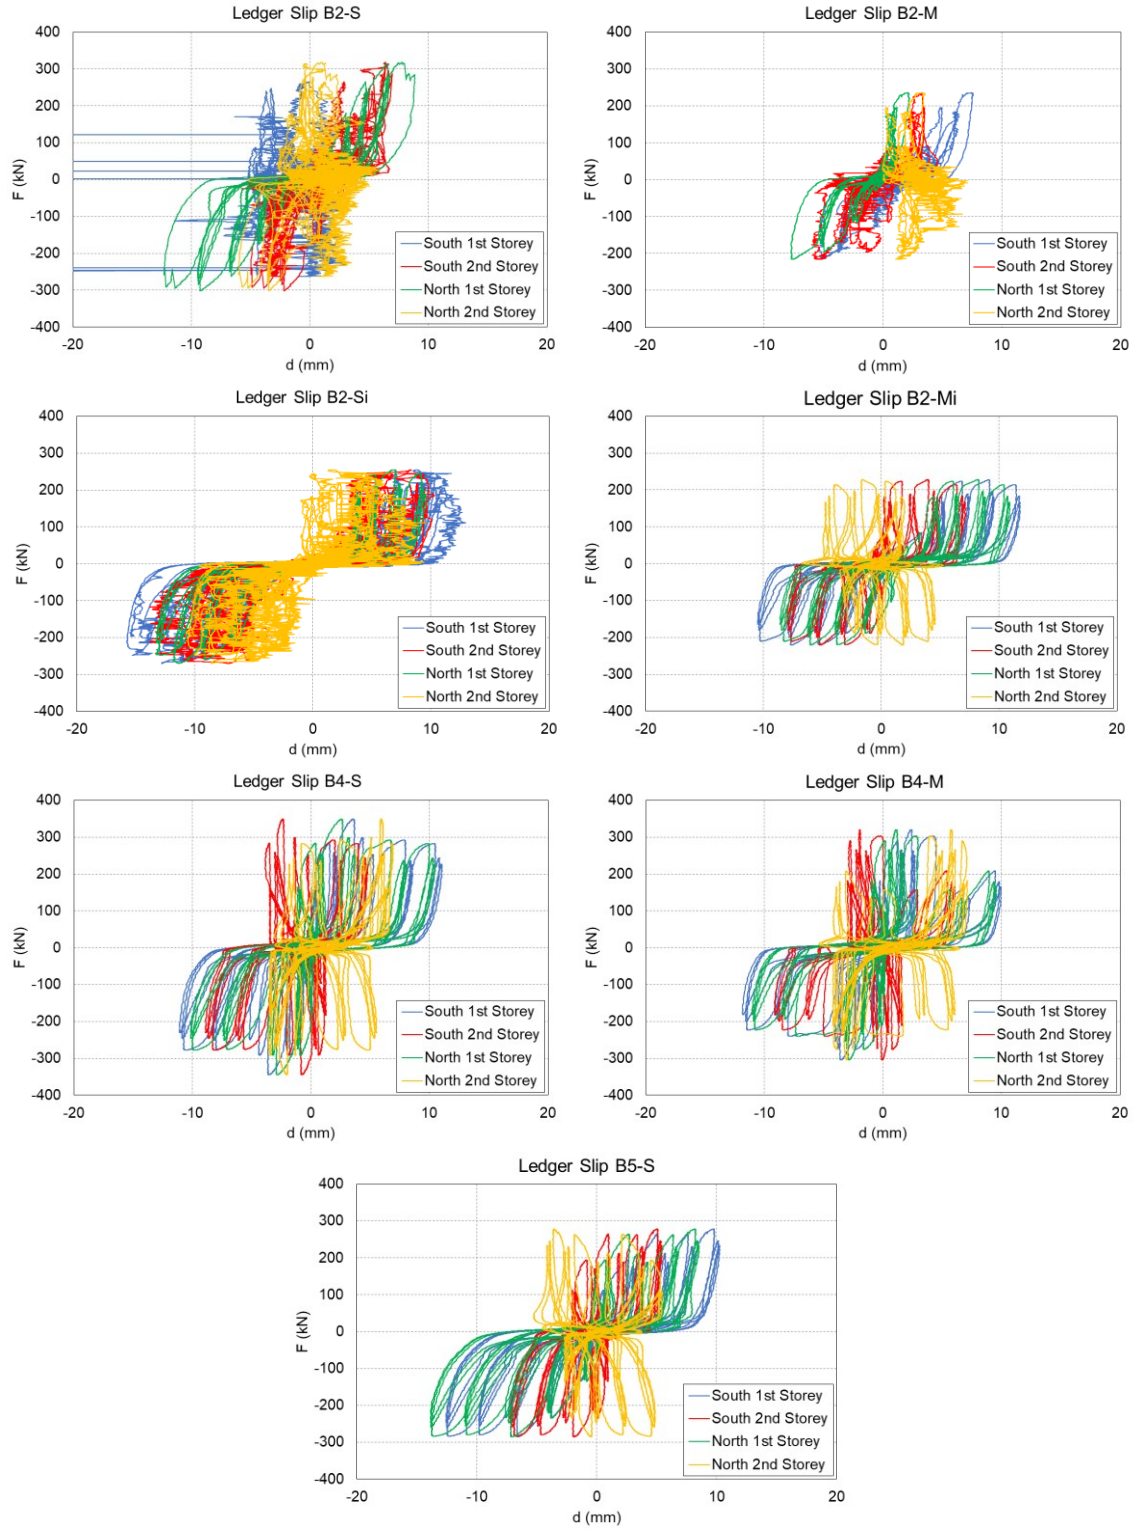 Ledger Slip B2-S
400
300
200
100
0
-100
-200
-300
-400
F (kN)
-20 -10 0 10 20
d (mm)
South 1st Storey
South 2nd Storey
North 1st Storey
North 2nd Storey
Ledger Slip B2-M
400
300
200
100
0
-100
-200
-300
-400
F (kN)
-20 -10 0 10 20
d (mm)
South 1st Storey
South 2nd Storey
North 1st Storey
North 2nd Storey
Ledger Slip B2-Si
400
300
200
100
0
-100
-200
-300
-400
F (kN)
-20 -10 0 10 20
d (mm)
South 1st Storey
South 2nd Storey
North 1st Storey
North 2nd Storey
Ledger Slip B2-Mi
400
300
200
100
0
-100
-200
-300
-400
F (kN)
-20 -10 0 10 20
d (mm)
South 1st Storey
South 2nd Storey
North 1st Storey
North 2nd Storey
Ledger Slip B4-S
400
300
200
100
0
-100
-200
-300
-400
F (kN)
-20 -10 0 10 20
d (mm)
South 1st Storey
South 2nd Storey
North 1st Storey
North 2nd Storey
Ledger Slip B4-M
400
300
200
100
0
-100
-200
-300
-400
F (kN)
-20 -10 0 10 20
d (mm)
South 1st Storey
South 2nd Storey
North 1st Storey
North 2nd Storey
Ledger Slip B5-S
400
300
200
100
0
-100
-200
-300
-400
F (kN)
-20 -10 0 10 20
d (mm)
South 1st Storey
South 2nd Storey
North 1st Storey
North 2nd Storey